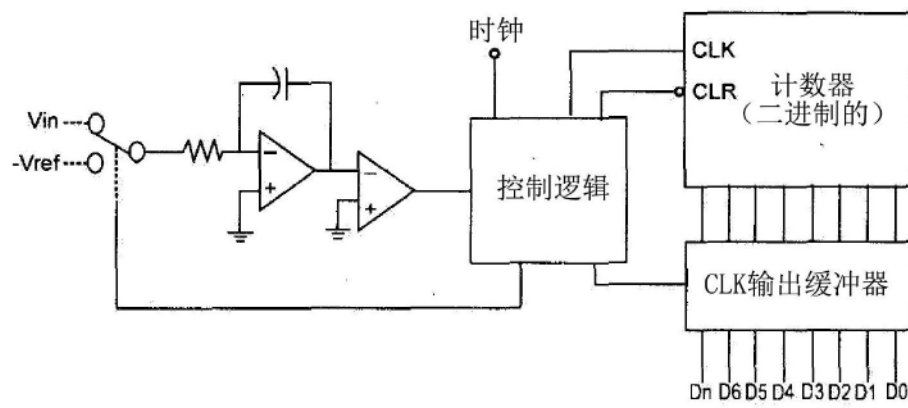 时钟
CLK
CLR
计数器
（二进制的）
Vin
-Vref
控制逻辑
CLK输出缓冲器
Dn D6 D5 D4 D3 D2 D1 D0